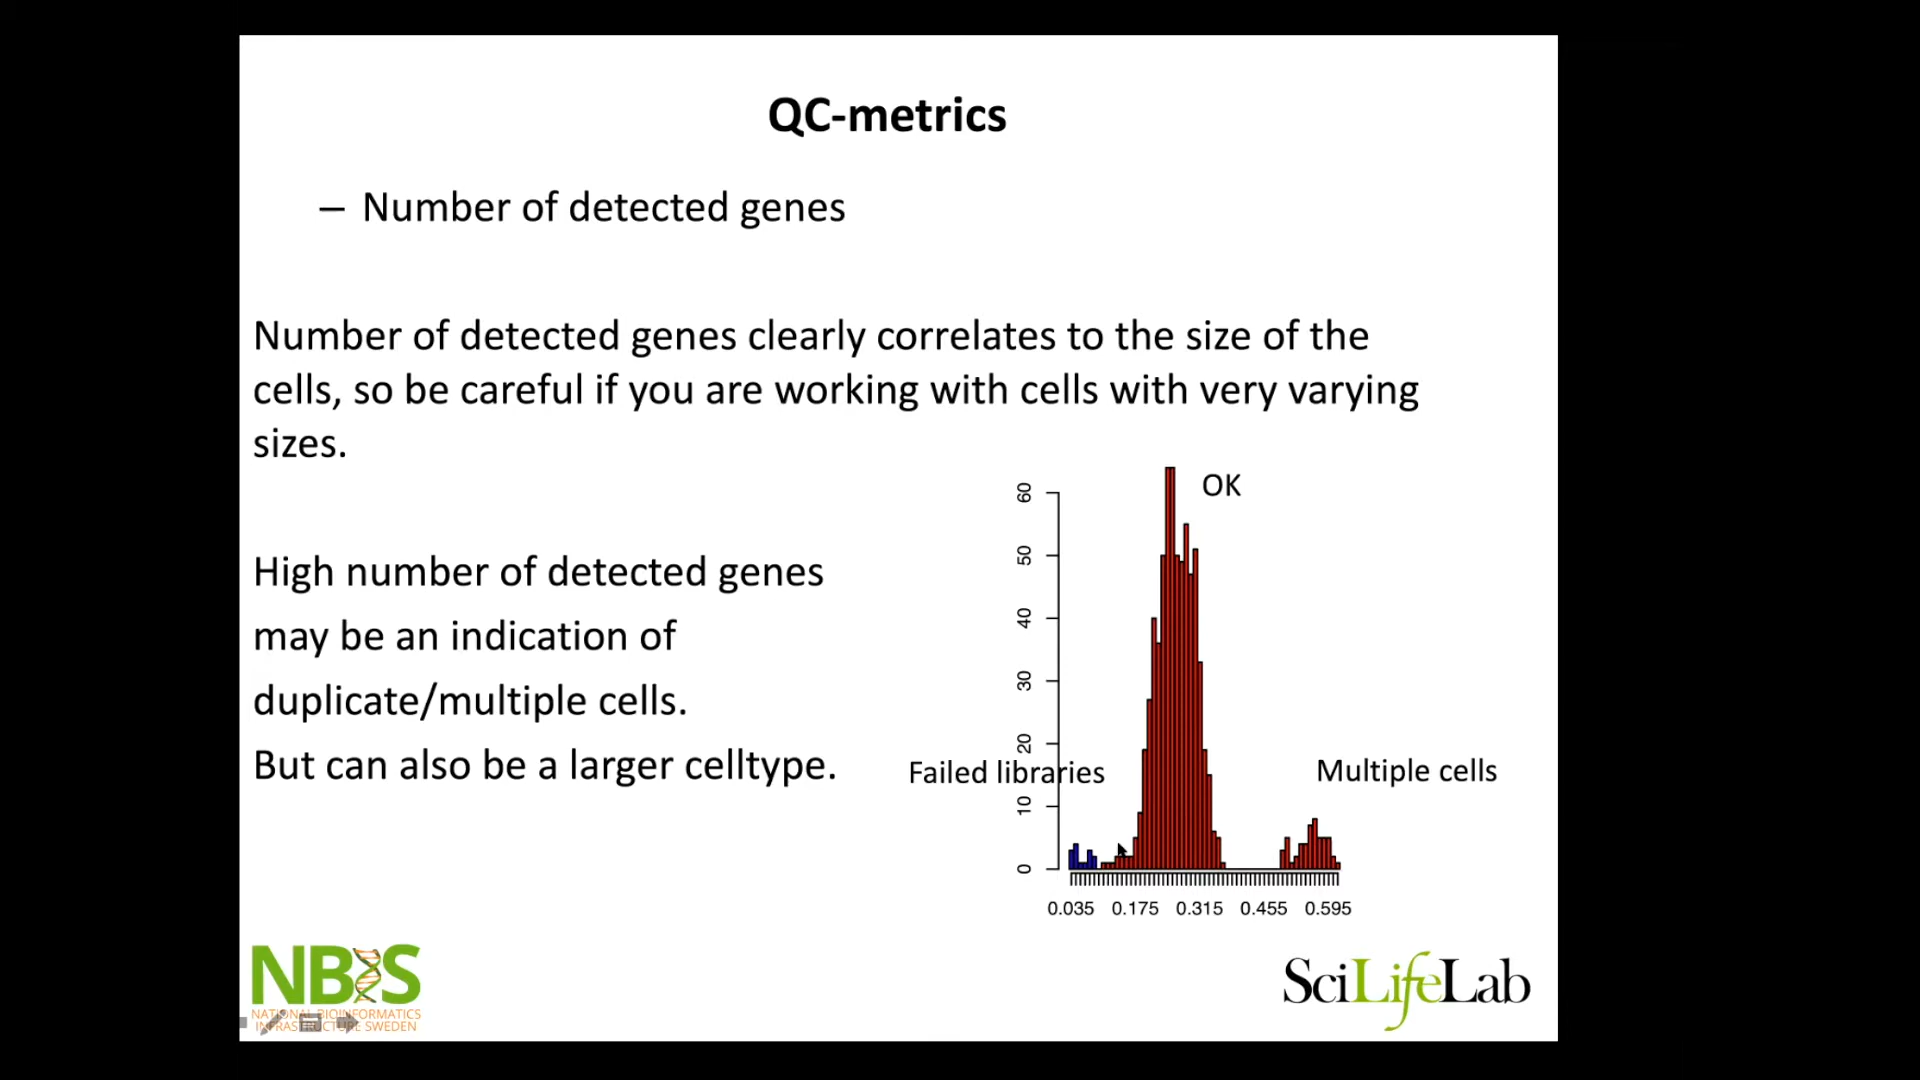 QC-metrics
– Number of detected genes
Number of detected genes clearly correlates to the size of the
cells, so be careful if you are working with cells with very varying
sizes.
High number of detected genes
may be an indication of
duplicate/multiple cells.
But can also be a larger celltype.
OK
Failed libraries
Multiple cells
60
50
40
30
20
10
0
0.035 0.175 0.315 0.455 0.595
NBIS
NATIONAL BIOINFORMATICS
INFRASTRUCTURE SWEDEN
SciLifeLab